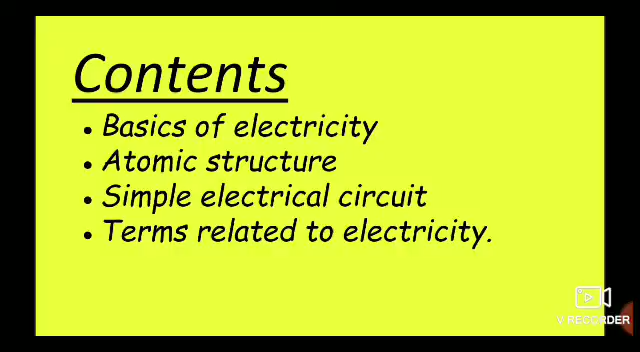 Contents
• Basics of electricity
• Atomic structure
• Simple electrical circuit
• Terms related to electricity.
V RECORDER